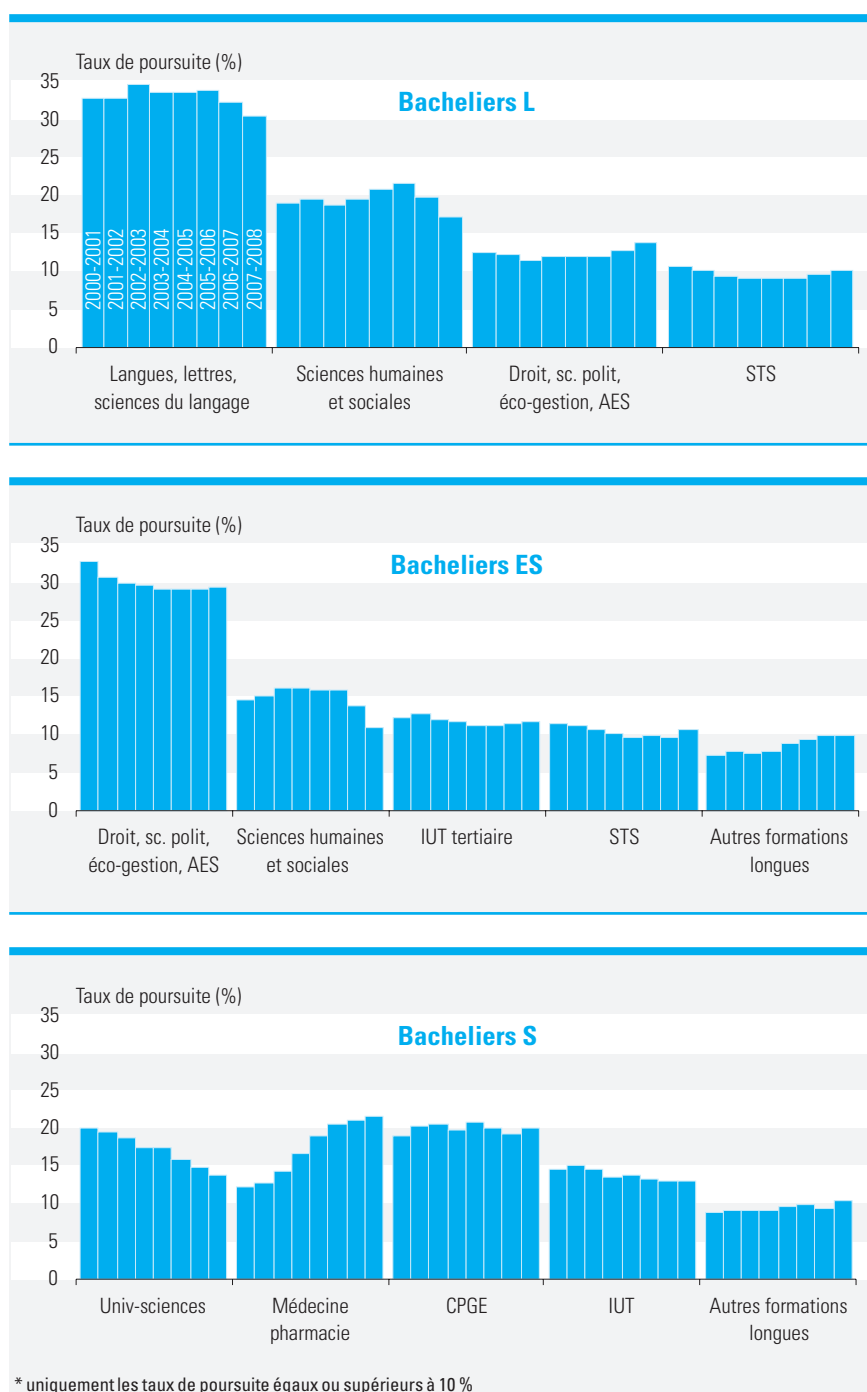 Taux de poursuite (%)
Bacheliers L
35
30
25
20
15
10
5
0
2000-2001
2001-2002
2002-2003
2003-2004
2004-2005
2005-2006
2006-2007
2007-2008
Langues, lettres,
sciences du langage
Sciences humaines
et sociales
Droit, sc. polit,
éco-gestion, AES
STS
Taux de poursuite (%)
Bacheliers ES
35
30
25
20
15
10
5
0
Droit, sc. polit,
éco-gestion, AES
Sciences humaines
et sociales
IUT tertiaire
STS
Autres formations
longues
Taux de poursuite (%)
Bacheliers S
35
30
25
20
15
10
5
0
Univ-sciences
Médecine
pharmacie
CPGE
IUT
Autres formations
longues
* uniquement les taux de poursuite égaux ou supérieurs à 10 %